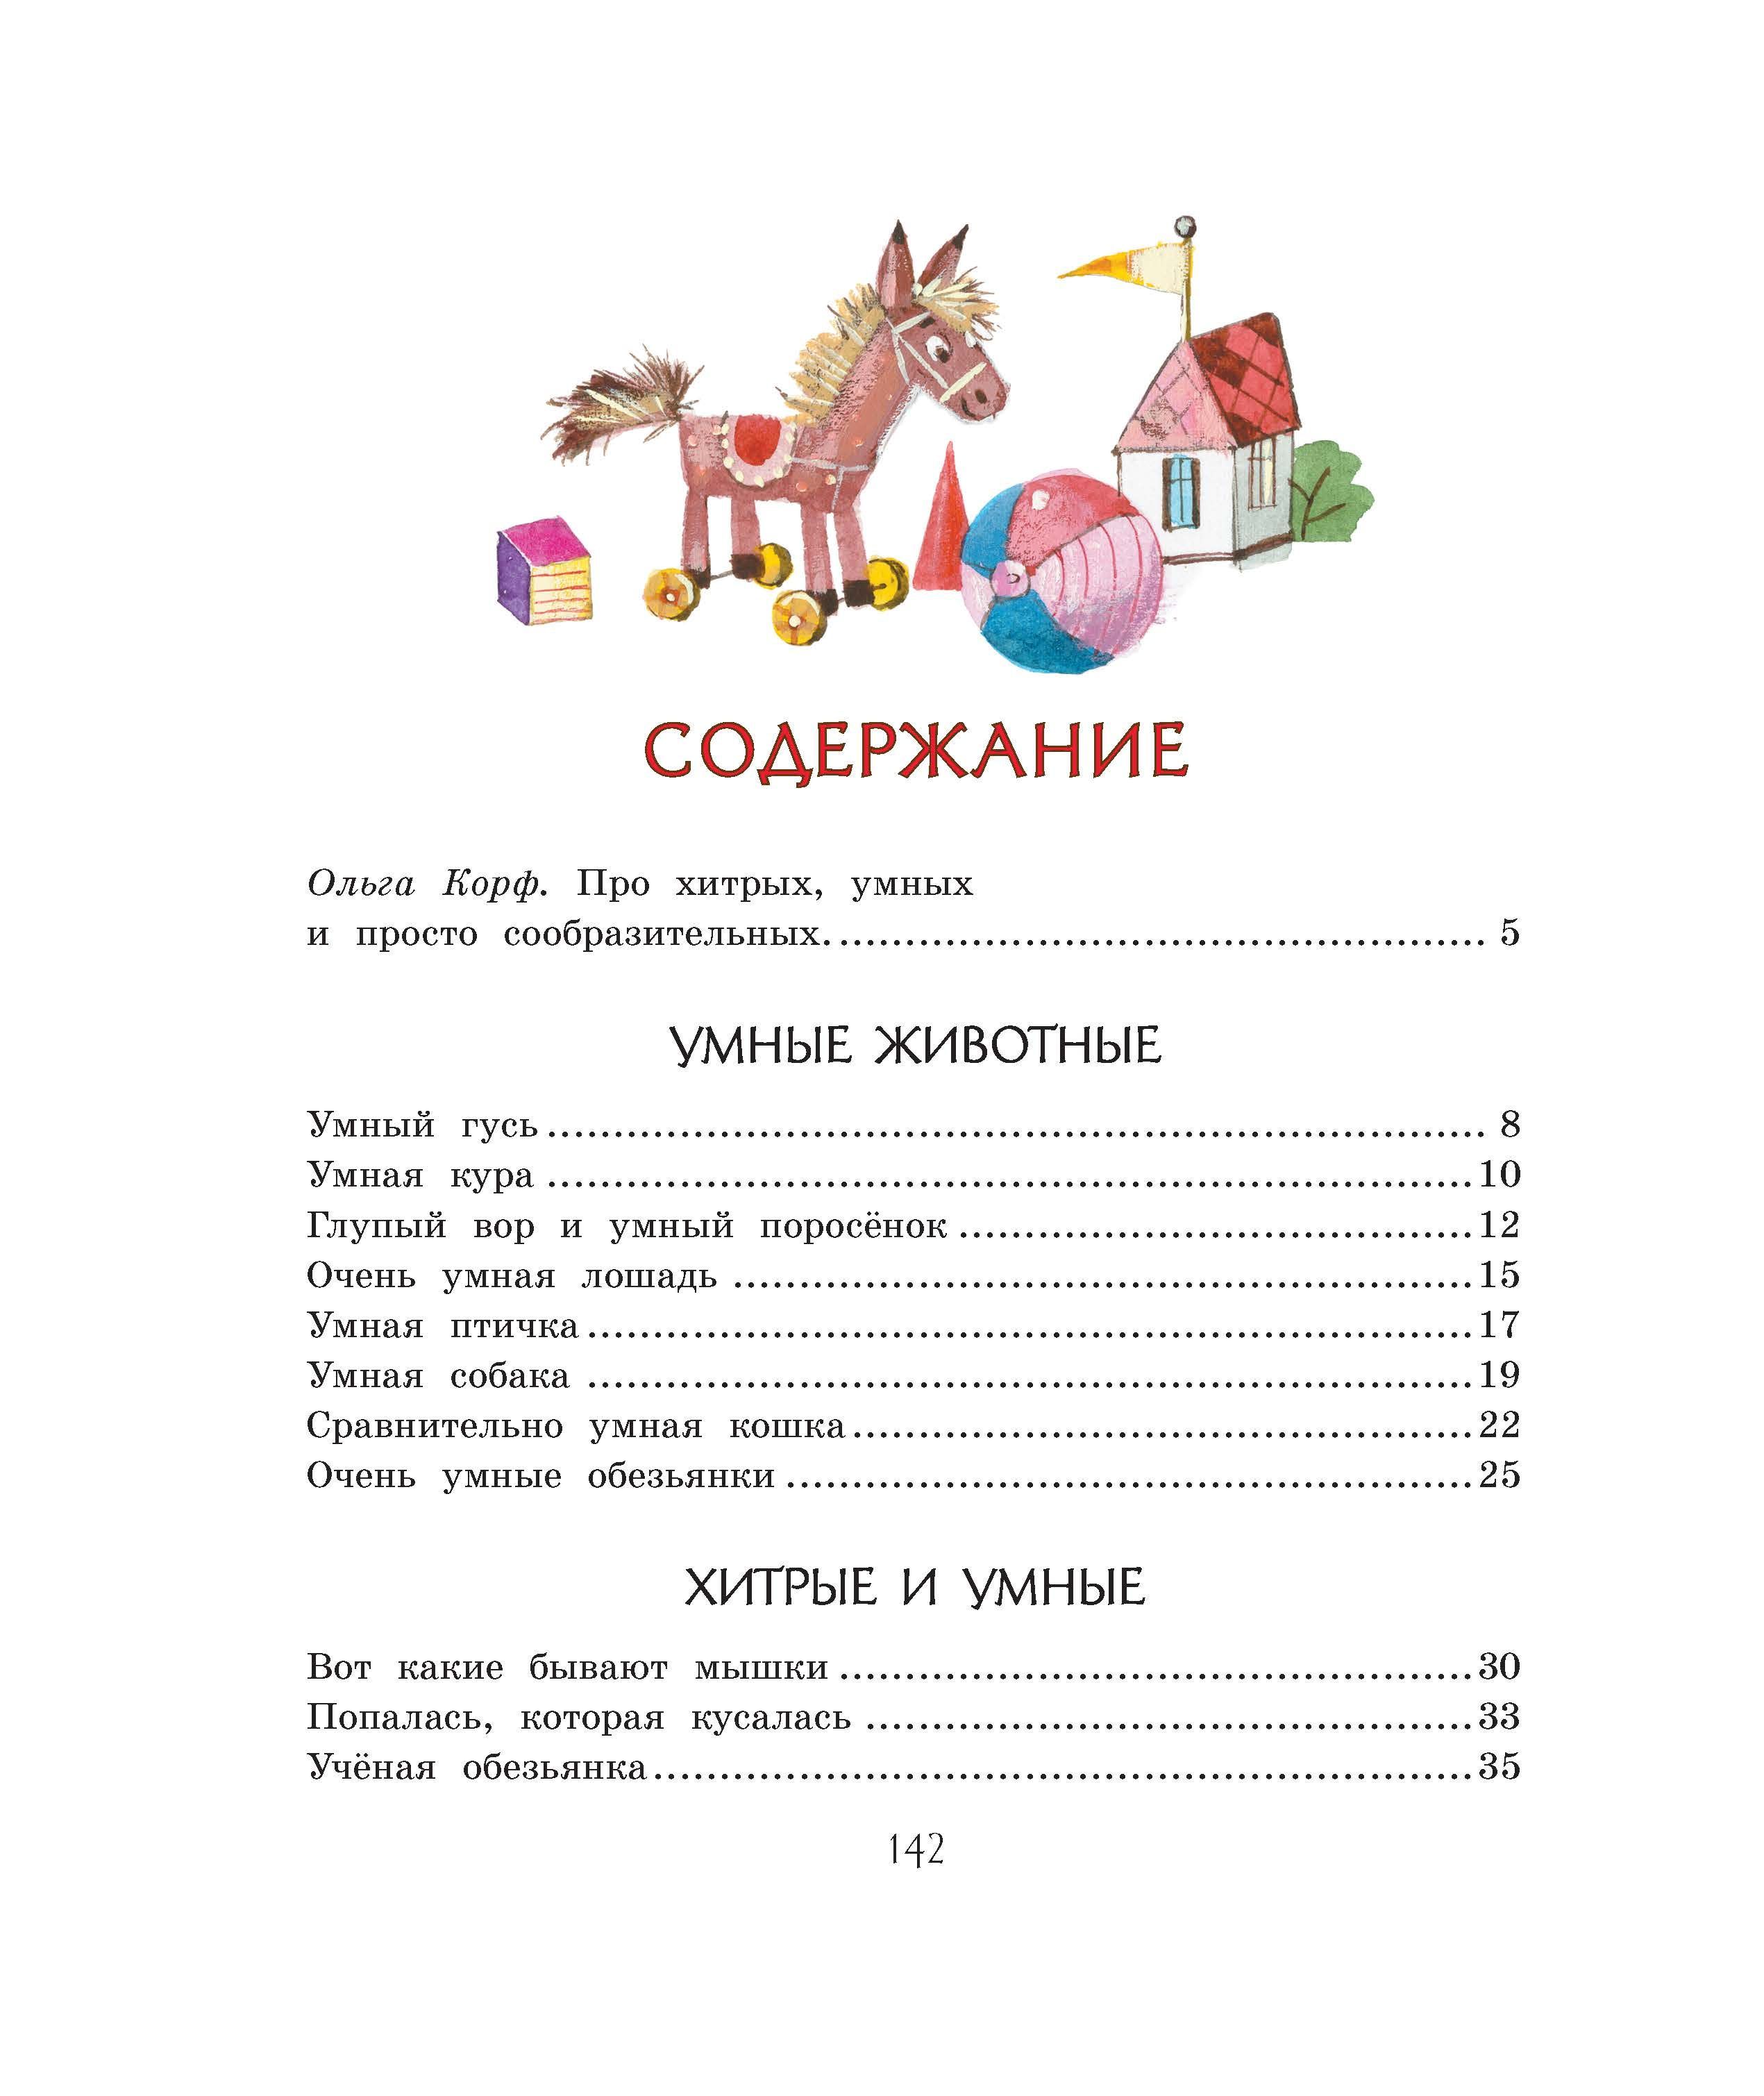 СОДЕРЖАНИЕ
Ольга Корф. Про хитрых, умных
и просто сообразительных. .................................................. 5
УМНЫЕ ЖИВОТНЫЕ
Умный гусь ........................................................................ 8
Умная кура .......................................................................10
Глупый вор и умный поросёнок .......................................12
Очень умная лошадь ........................................................15
Умная птичка ...................................................................17
Умная собака ...................................................................19
Сравнительно умная кошка ...............................................22
Очень умные обезьянки ....................................................25
ХИТРЫЕ И УМНЫЕ
Вот какие бывают мышки ................................................30
Попалась, которая кусалась ..............................................33
Учёная обезьянка ..............................................................35
142